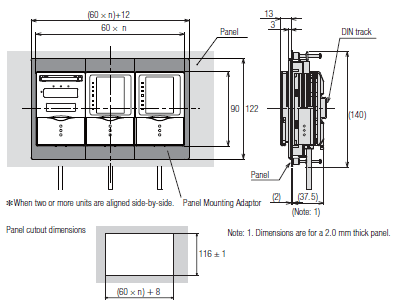 (60 × n)+12
60 × n
Panel
13
3
DIN track
90
122
(140)
Panel
(2)
(37.5)
(Note: 1)
*When two or more units are aligned side-by-side.
Panel Mounting Adaptor
Panel cutout dimensions
Note: 1. Dimensions are for a 2.0 mm thick panel.
116 ± 1
(60 × n) + 8